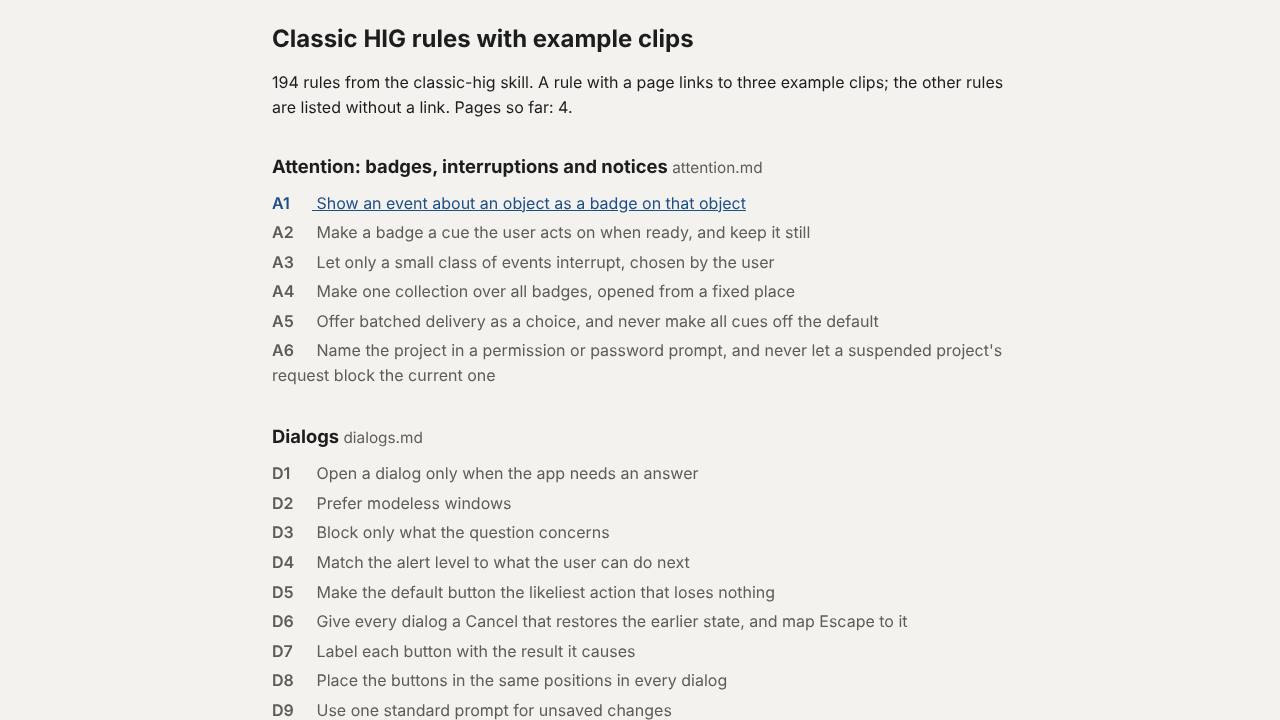 Classic HIG rules with example clips
194 rules from the classic-hig skill. A rule with a page links to three example clips; the other rules
are listed without a link. Pages so far: 4.
Attention: badges, interruptions and notices attention.md
A1 Show an event about an object as a badge on that object
A2 Make a badge a cue the user acts on when ready, and keep it still
A3 Let only a small class of events interrupt, chosen by the user
A4 Make one collection over all badges, opened from a fixed place
A5 Offer batched delivery as a choice, and never make all cues off the default
A6 Name the project in a permission or password prompt, and never let a suspended project's
request block the current one
Dialogs dialogs.md
D1 Open a dialog only when the app needs an answer
D2 Prefer modeless windows
D3 Block only what the question concerns
D4 Match the alert level to what the user can do next
D5 Make the default button the likeliest action that loses nothing
D6 Give every dialog a Cancel that restores the earlier state, and map Escape to it
D7 Label each button with the result it causes
D8 Place the buttons in the same positions in every dialog
D9 Use one standard prompt for unsaved changes